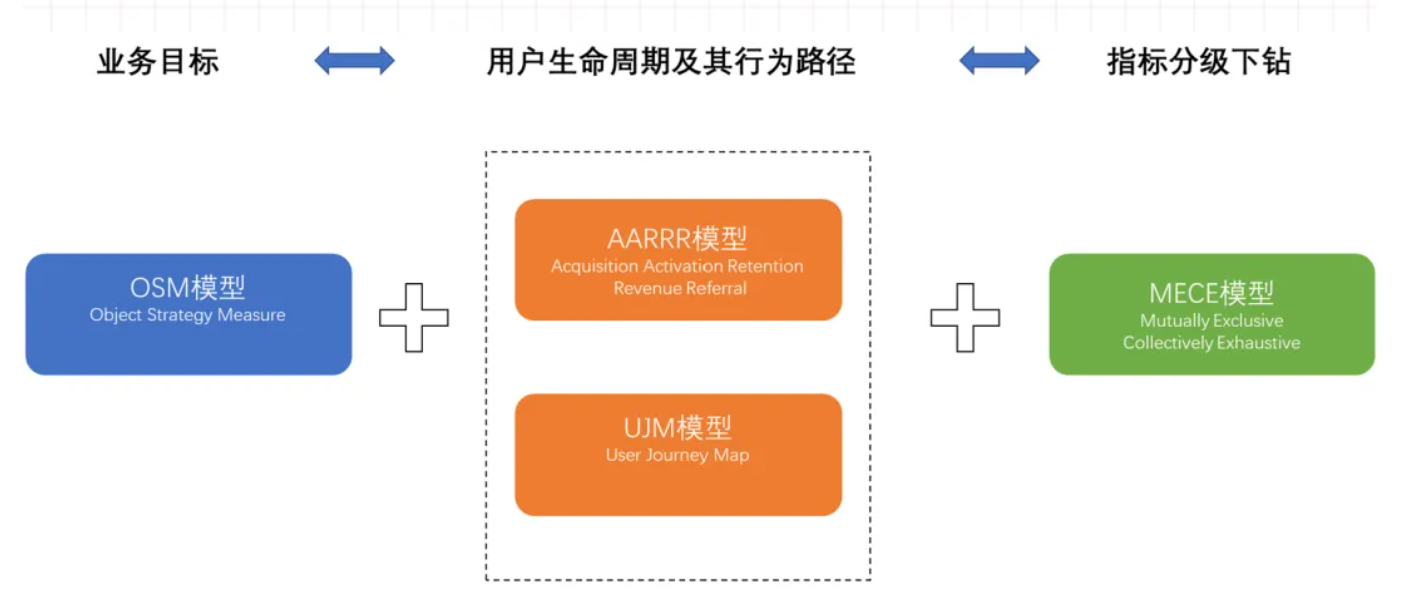 业务目标
用户生命周期及其行为路径
指标分级下钻
OSM模型
Object Strategy Measure
AARRR模型
Acquisition Activation Retention
Revenue Referral
UJM模型
User Journey Map
MECE模型
Mutually Exclusive
Collectively Exhaustive